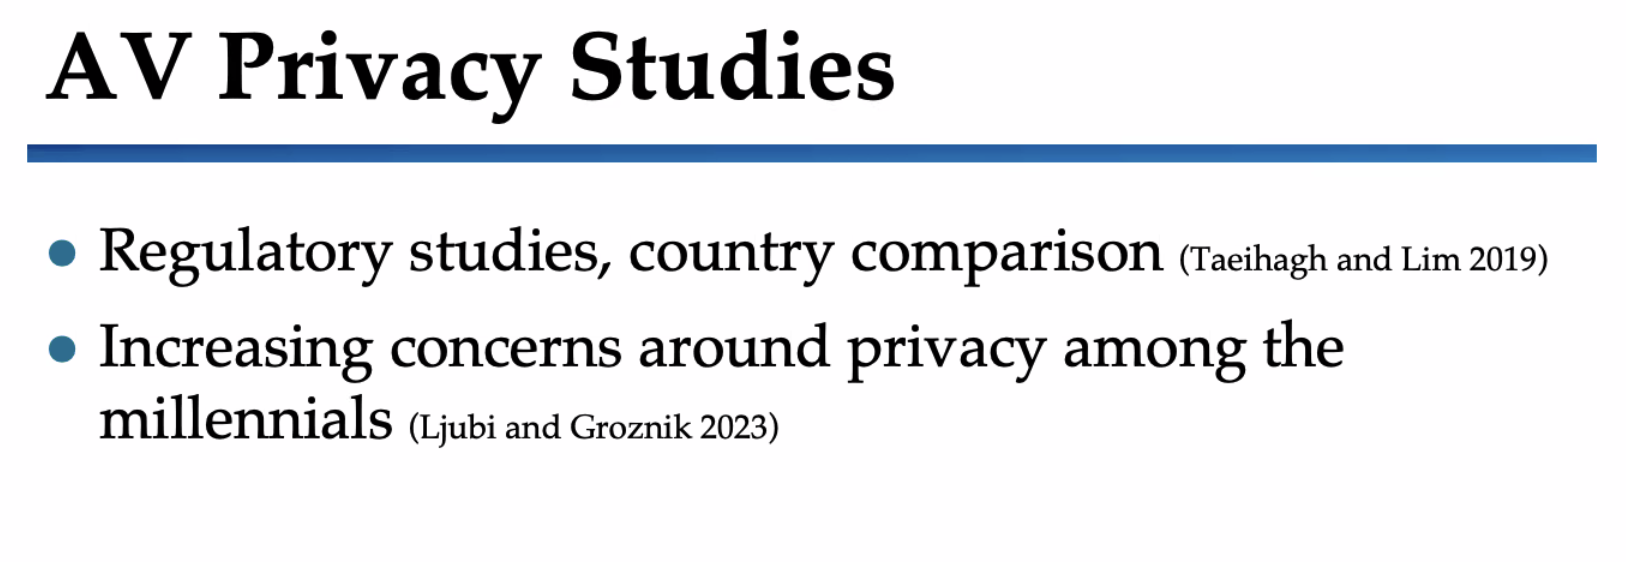 AV Privacy Studies
Regulatory studies, country comparison (Taeihagh and Lim 2019)
Increasing concerns around privacy among the
millennials (Ljubi and Groznik 2023)